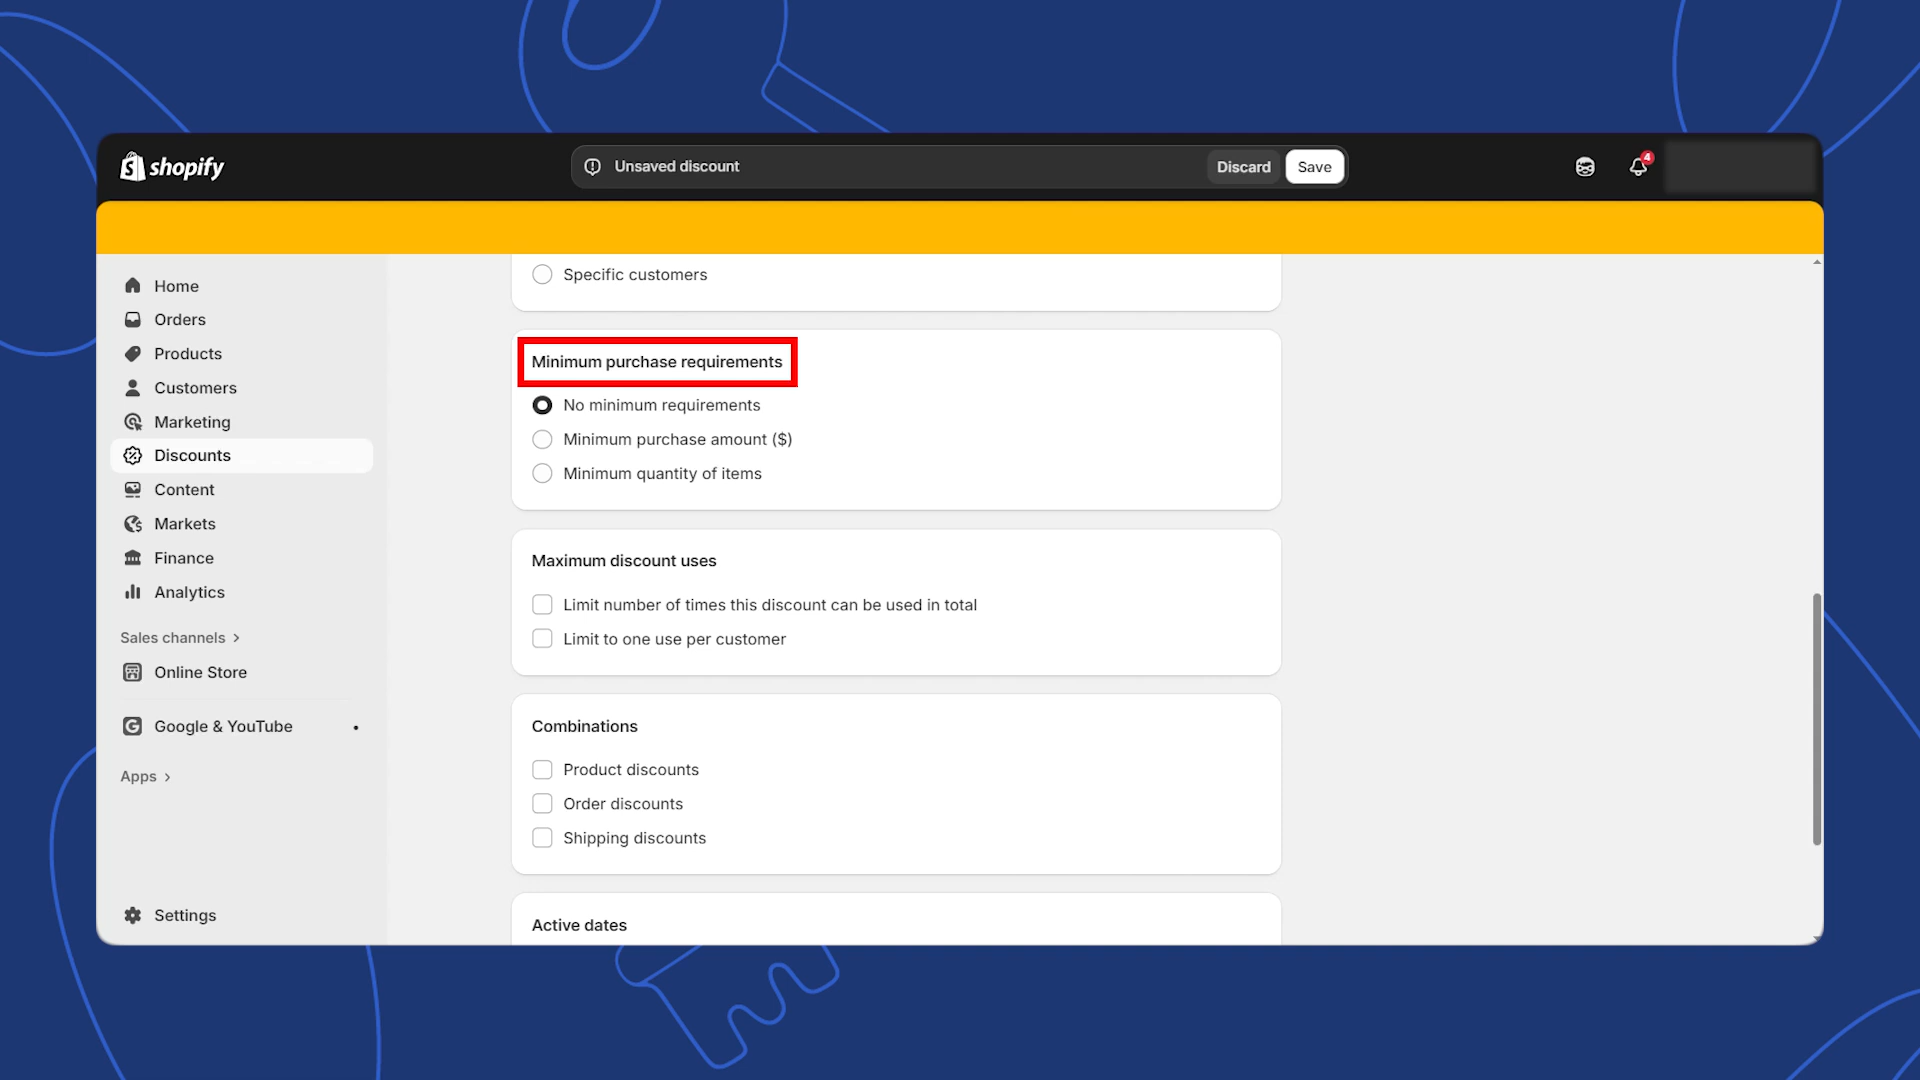 shopify
Unsaved discount
Discard
Save
4
Home
Orders
Products
Customers
Marketing
Discounts
Content
Markets
Finance
Analytics
Sales channels
Online Store
Google & YouTube
Apps
Settings
Specific customers
Minimum purchase requirements
No minimum requirements
Minimum purchase amount ($)
Minimum quantity of items
Maximum discount uses
Limit number of times this discount can be used in total
Limit to one use per customer
Combinations
Product discounts
Order discounts
Shipping discounts
Active dates